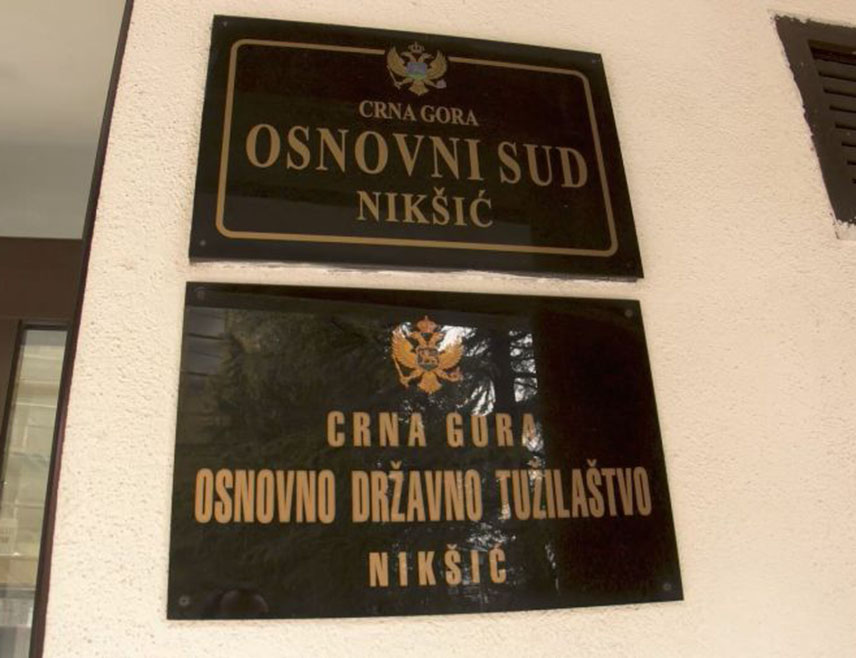 CRNA GORA
OSNOVNI SUD
NIKŠIĆ
CRNA GORA
OSNOVNO DRŽAVNO TUŽILAŠTVO
NIKŠIĆ